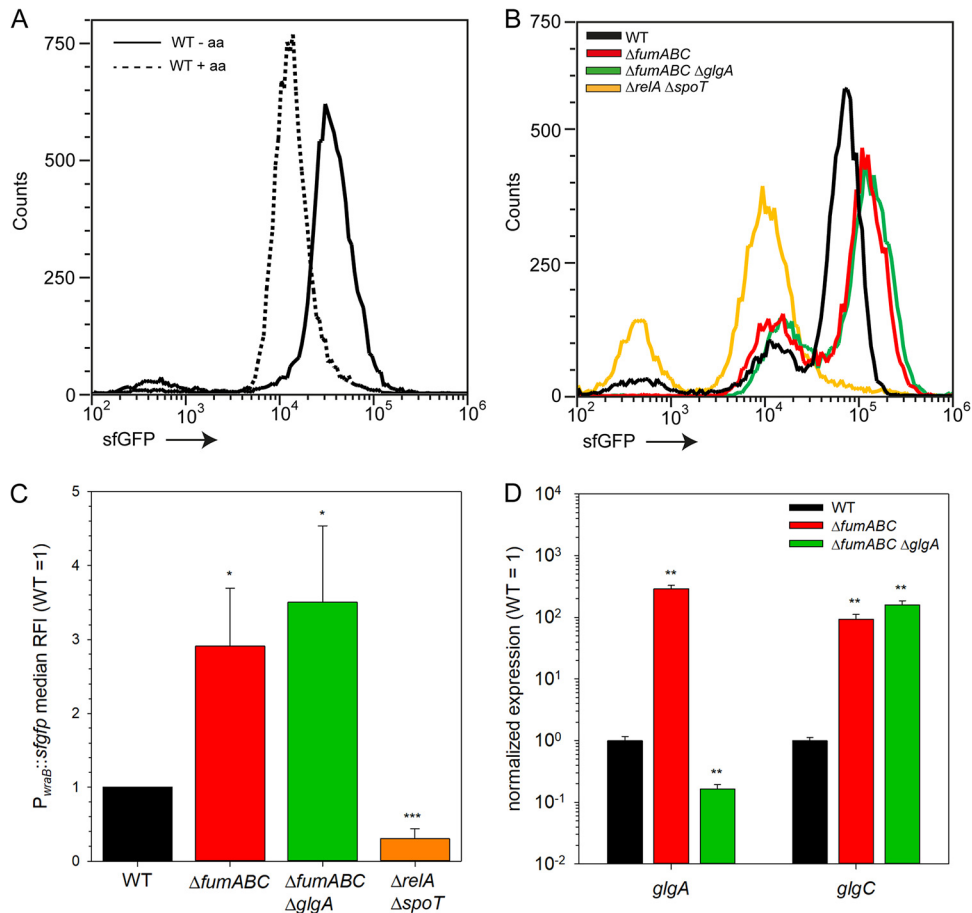 A
WT - aa
WT + aa
750
500
250
0
Counts
10² 10³ 10⁴ 10⁵ 10⁶
sfGFP
B
WT
ΔfumABC
ΔfumABC ΔglgA
ΔrelA ΔspoT
750
500
250
0
Counts
10² 10³ 10⁴ 10⁵ 10⁶
sfGFP
C
5
4
3
2
1
0
P_wraB::sfgfp median RFI (WT =1)
*
*
***
WT
ΔfumABC
ΔfumABC
ΔglgA
ΔrelA
ΔspoT
D
WT
ΔfumABC
ΔfumABC ΔglgA
10⁴
10³
10²
10¹
10⁰
10⁻¹
10⁻²
normalized expression (WT = 1)
**
**
**
**
glgA
glgC